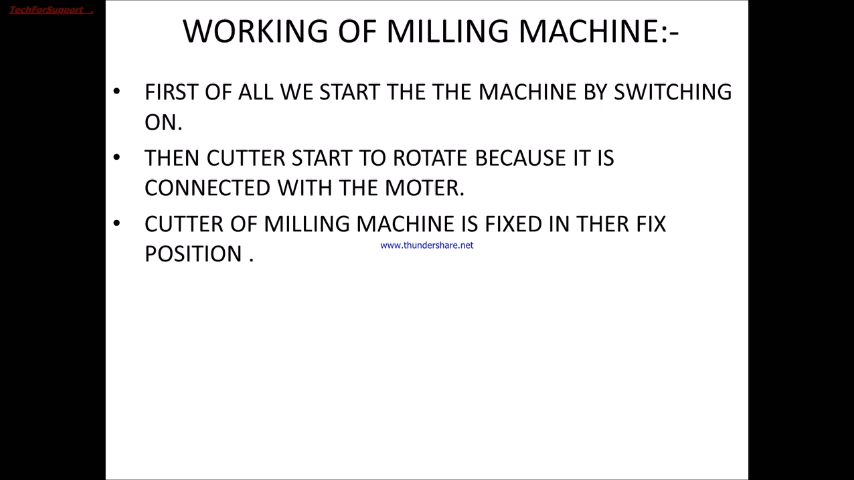 TechForSupport .
WORKING OF MILLING MACHINE:-
• FIRST OF ALL WE START THE THE MACHINE BY SWITCHING
ON.
• THEN CUTTER START TO ROTATE BECAUSE IT IS
CONNECTED WITH THE MOTER.
• CUTTER OF MILLING MACHINE IS FIXED IN THER FIX
www.thundershare.net
POSITION .